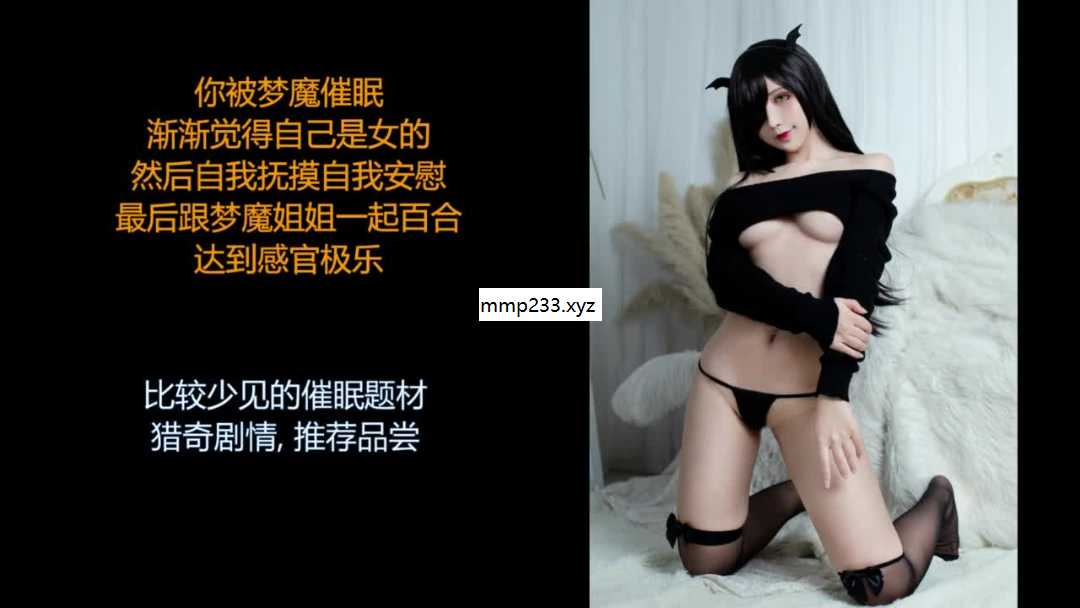 你被梦魔催眠
渐渐觉得自己是女的
然后自我抚摸自我安慰
最后跟梦魔姐姐一起百合
达到感官极乐
mmp233.xyz
比较少见的催眠题材
猎奇剧情, 推荐品尝